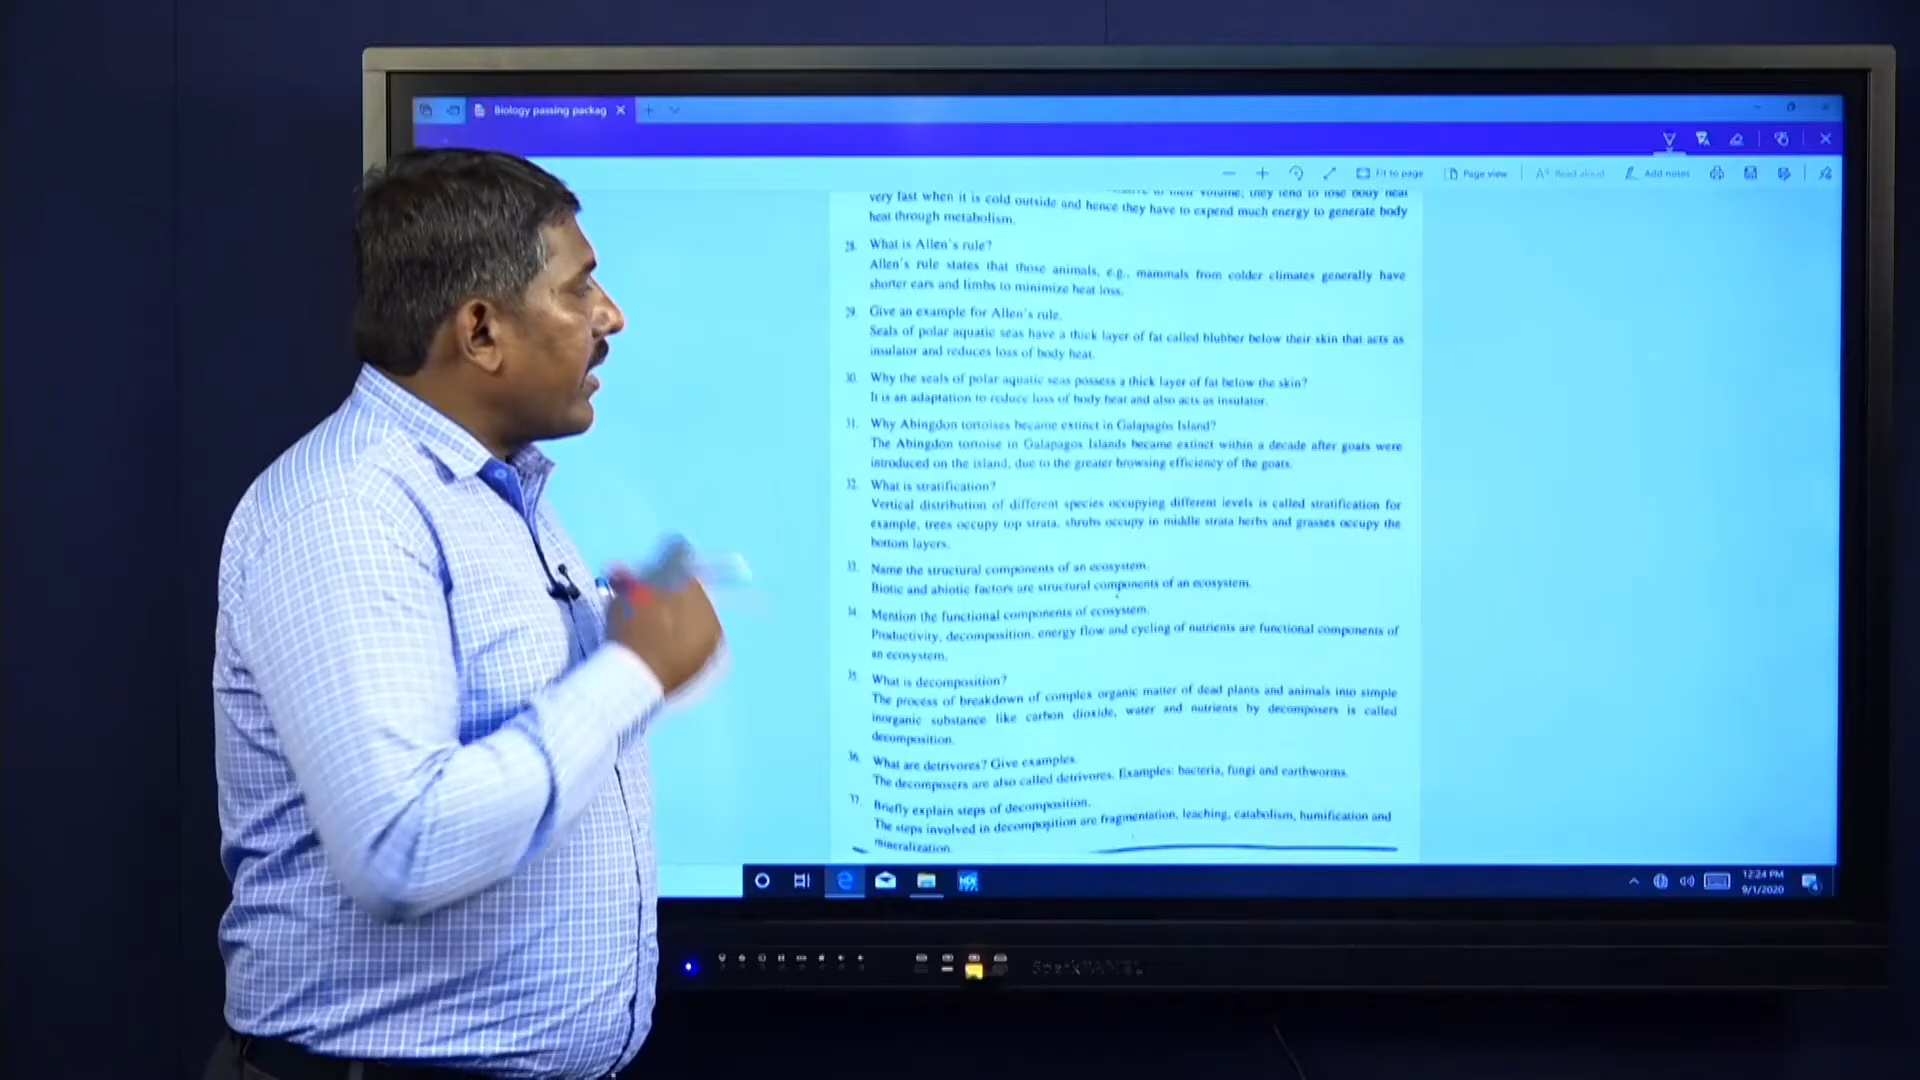 Biology passing packag
Fit to page
Page view
Read aloud
Add notes
relative to their volume, they tend to lose body heat
very fast when it is cold outside and hence they have to expend much energy to generate body
heat through metabolism.
28. What is Allen's rule?
Allen's rule states that those animals, e.g., mammals from colder climates generally have
shorter ears and limbs to minimize heat loss.
29. Give an example for Allen's rule.
Seals of polar aquatic seas have a thick layer of fat called blubber below their skin that acts as
insulator and reduces loss of body heat.
30. Why the seals of polar aquatic seas possess a thick layer of fat below the skin?
It is an adaptation to reduce loss of body heat and also acts as insulator.
31. Why Abingdon tortoises became extinct in Galapagos Island?
The Abingdon tortoise in Galapagos Islands became extinct within a decade after goats were
introduced on the island, due to the greater browsing efficiency of the goats.
32. What is stratification?
Vertical distribution of different species occupying different levels is called stratification for
example, trees occupy top strata, shrubs occupy in middle strata herbs and grasses occupy the
bottom layers.
33. Name the structural components of an ecosystem.
Biotic and abiotic factors are structural components of an ecosystem.
34. Mention the functional components of ecosystem.
Productivity, decomposition, energy flow and cycling of nutrients are functional components of
an ecosystem.
35. What is decomposition?
The process of breakdown of complex organic matter of dead plants and animals into simple
inorganic substance like carbon dioxide, water and nutrients by decomposers is called
decomposition.
36. What are detrivores? Give examples.
The decomposers are also called detrivores. Examples: bacteria, fungi and earthworms.
37. Briefly explain steps of decomposition.
The steps involved in decomposition are fragmentation, leaching, catabolism, humification and
mineralization.
12:24 PM
9/1/2020